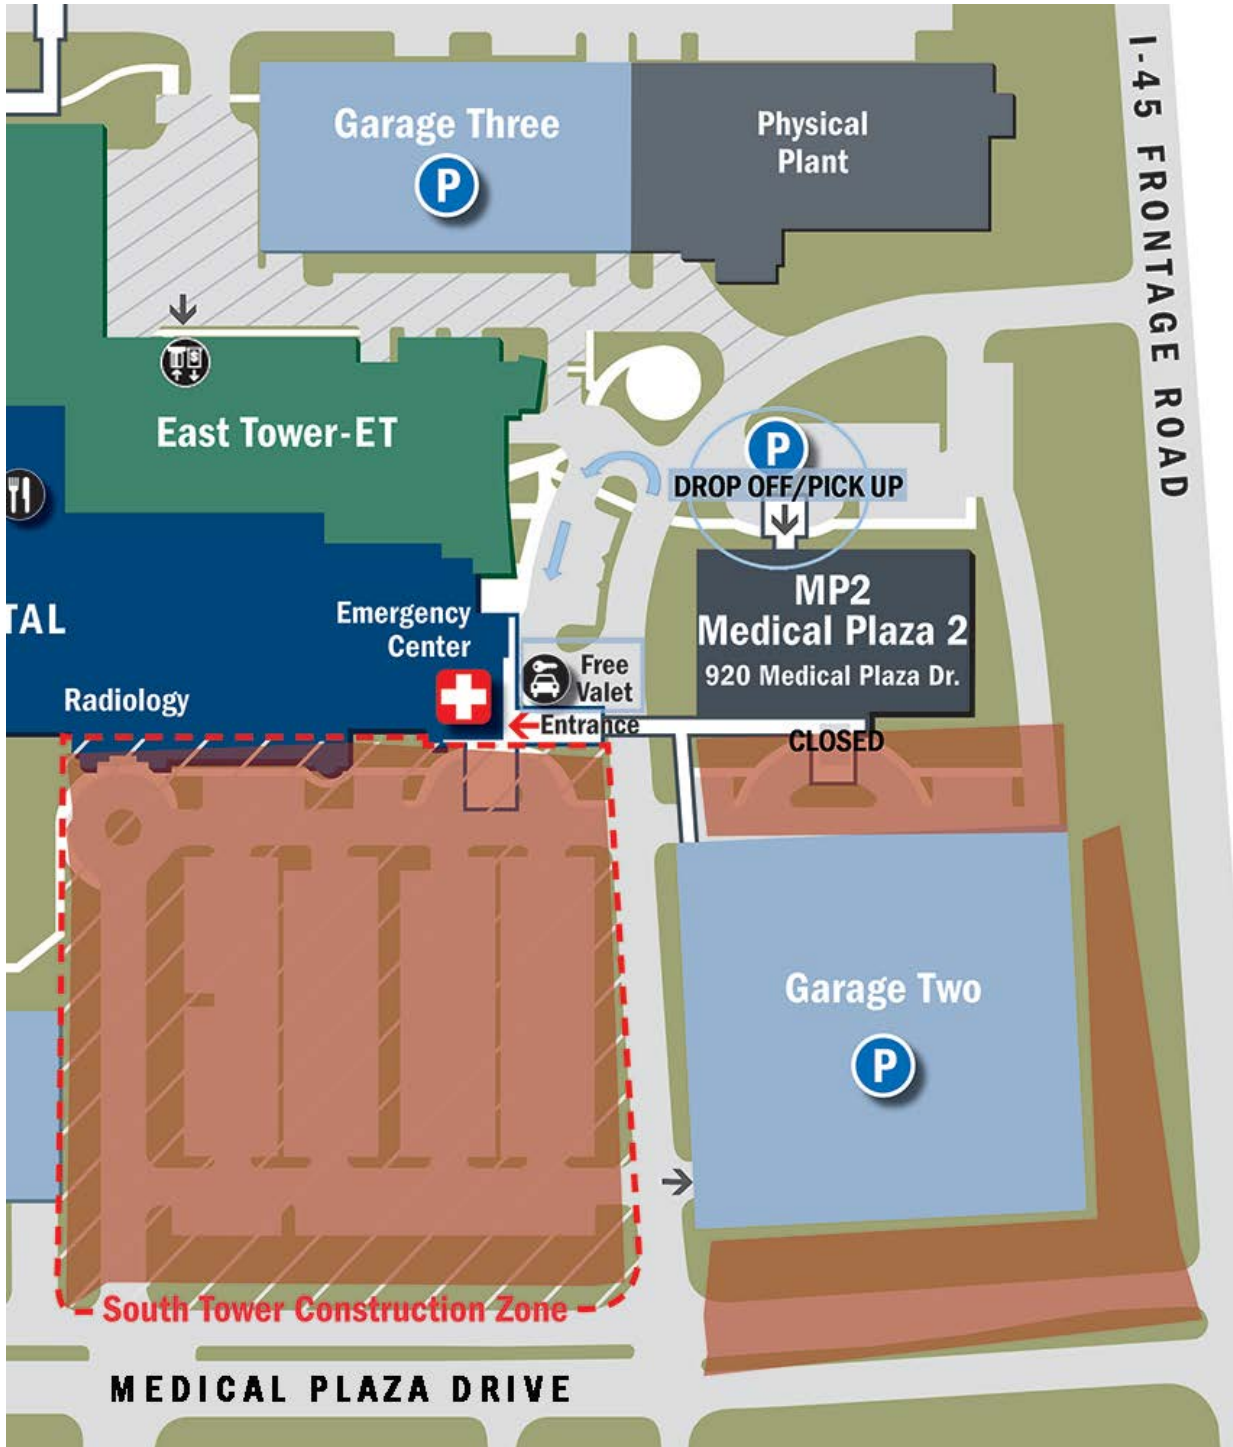 I-45 FRONTAGE ROAD
Garage Three
P
Physical
Plant
East Tower-ET
P
DROP OFF/PICK UP
MP2
Medical Plaza 2
920 Medical Plaza Dr.
TAL
Emergency
Center
Free
Valet
Radiology
Entrance
CLOSED
Garage Two
P
South Tower Construction Zone
MEDICAL PLAZA DRIVE